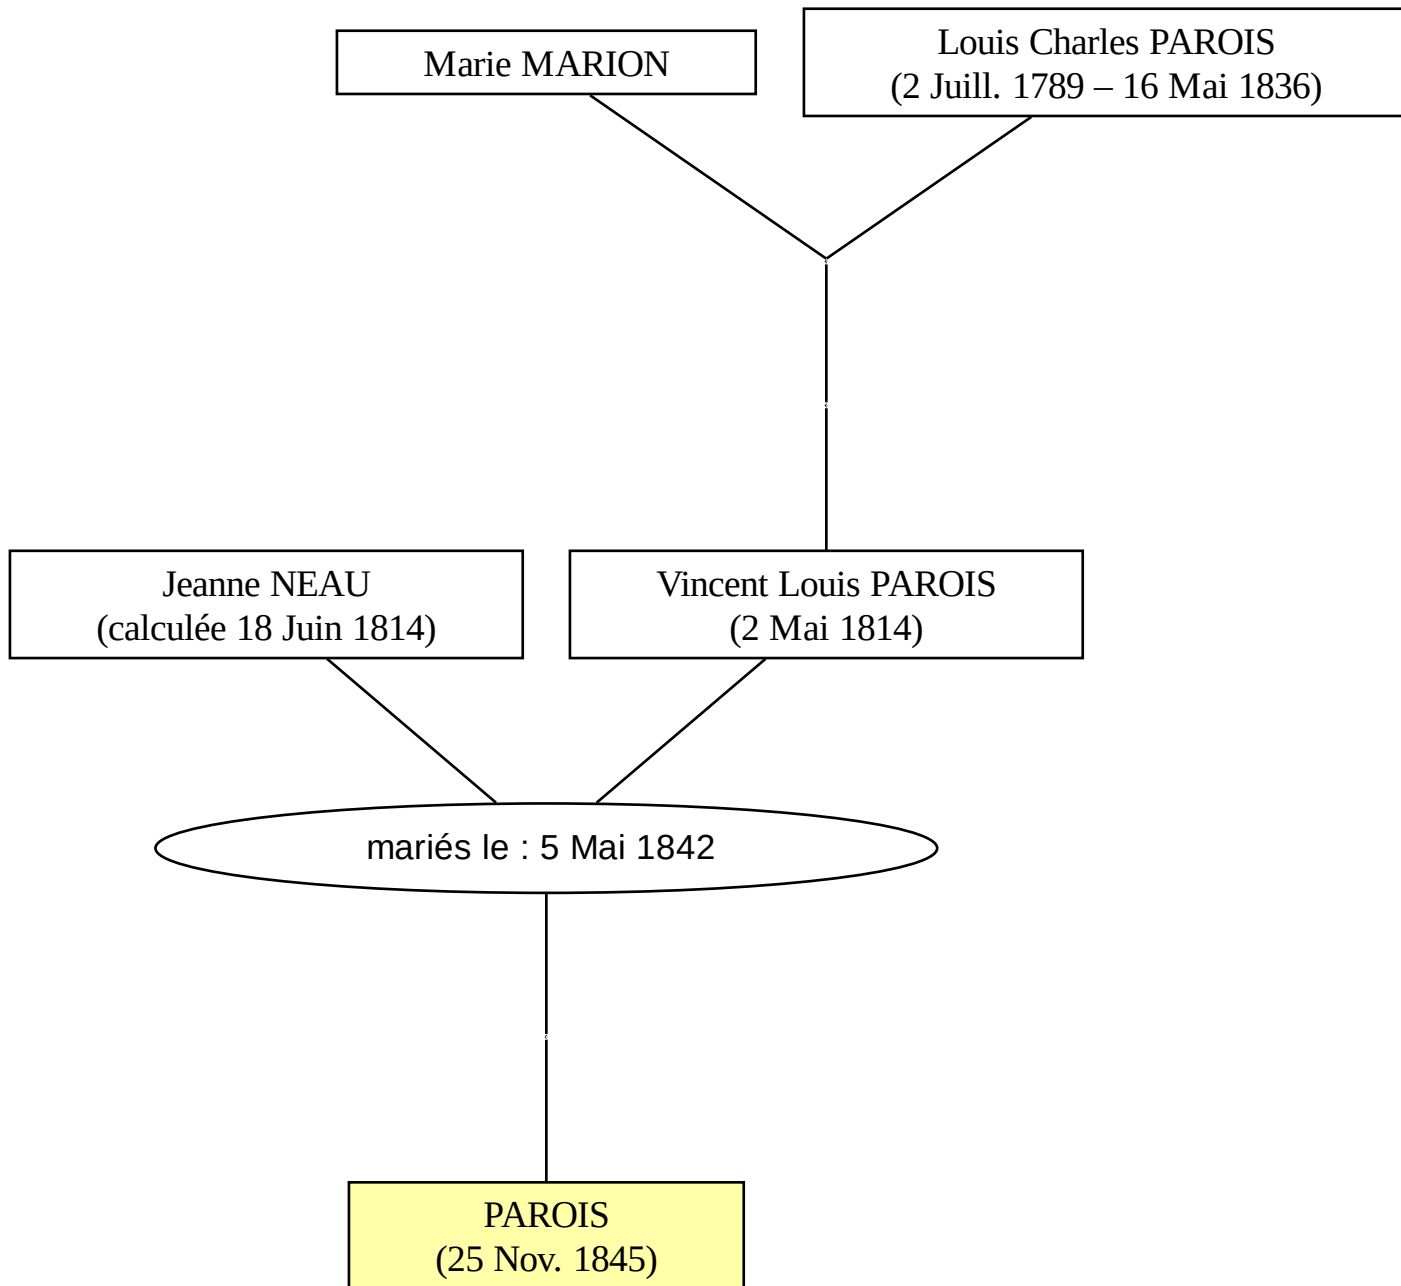 Marie MARION
Louis Charles PAROIS
(2 Juill. 1789 – 16 Mai 1836)
Jeanne NEAU
(calculée 18 Juin 1814)
Vincent Louis PAROIS
(2 Mai 1814)
mariés le : 5 Mai 1842
PAROIS
(25 Nov. 1845)